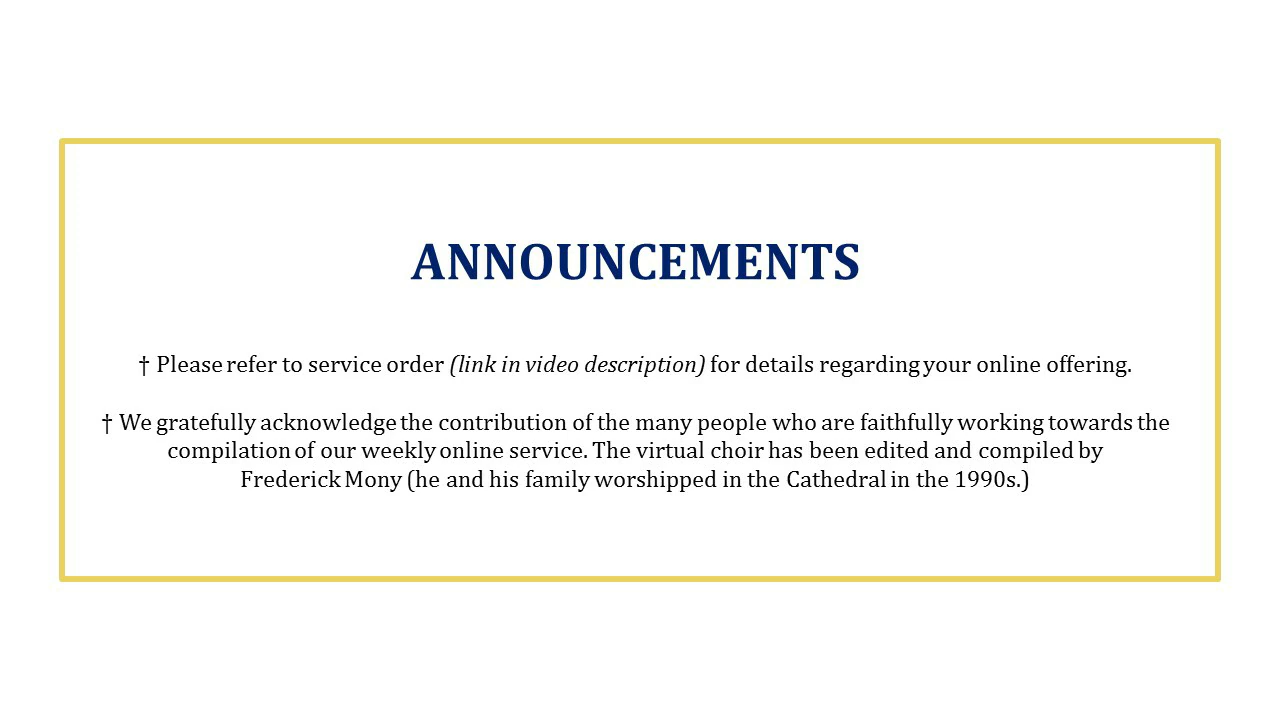 ANNOUNCEMENTS
† Please refer to service order (link in video description) for details regarding your online offering.
† We gratefully acknowledge the contribution of the many people who are faithfully working towards the
compilation of our weekly online service. The virtual choir has been edited and compiled by
Frederick Mony (he and his family worshipped in the Cathedral in the 1990s.)